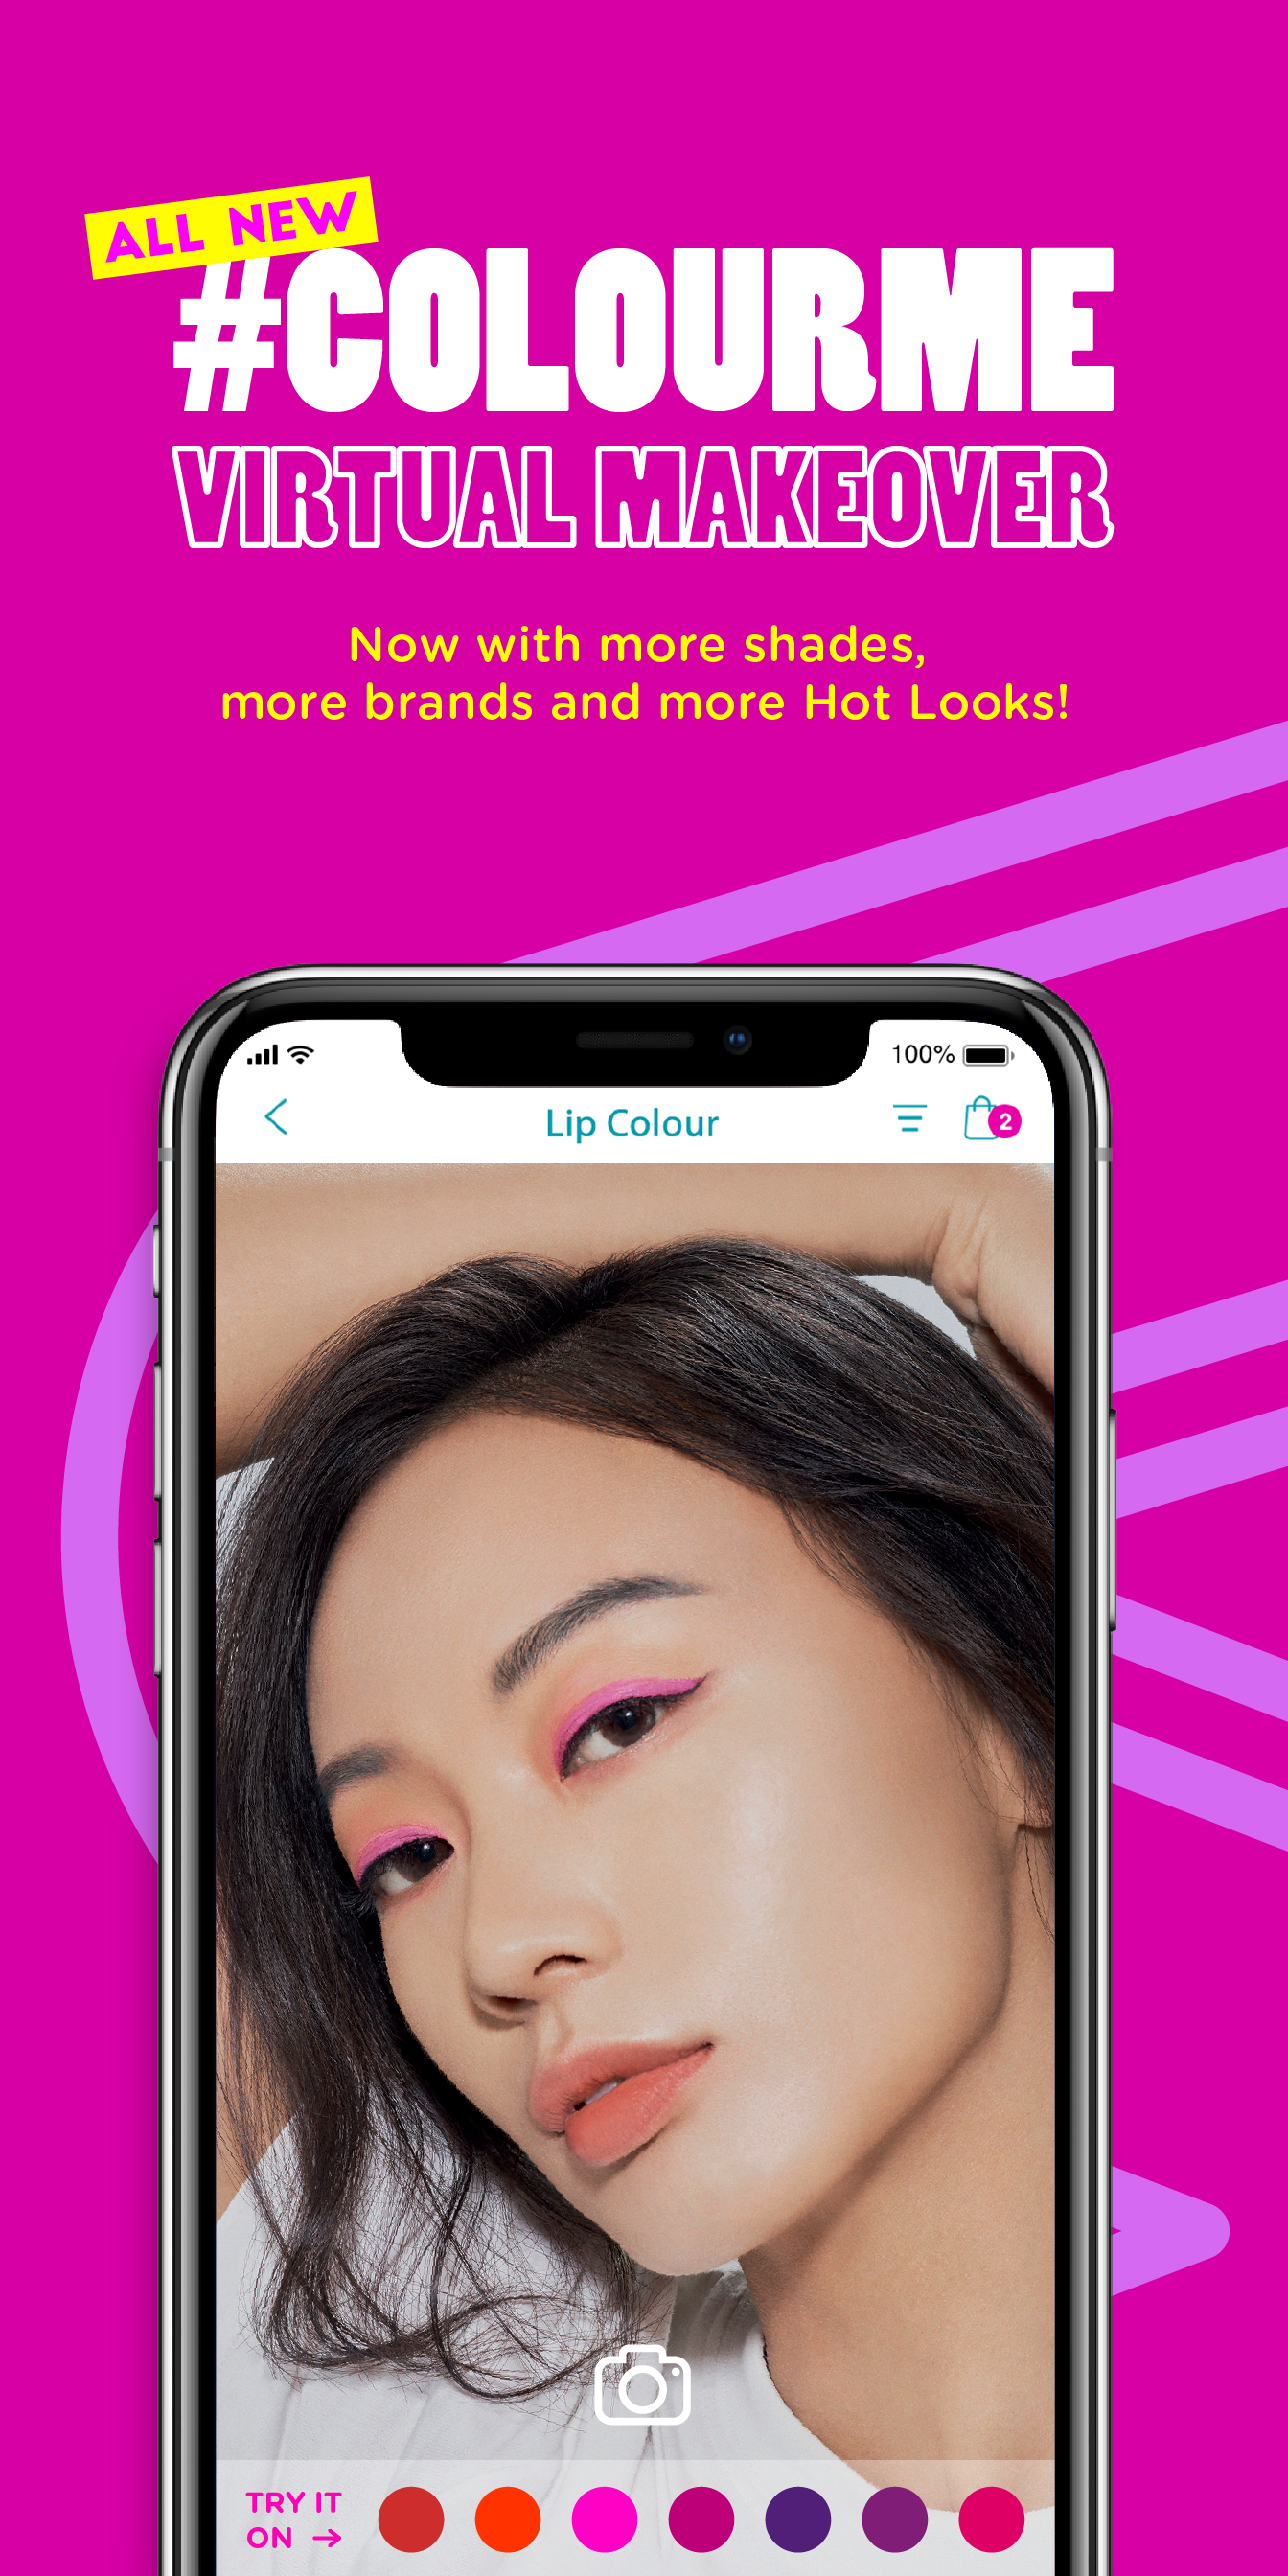 ALL NEW
#COLOURME
VIRTUAL MAKEOVER
Now with more shades,
more brands and more Hot Looks!
100%
Lip Colour
2
TRY IT
ON →